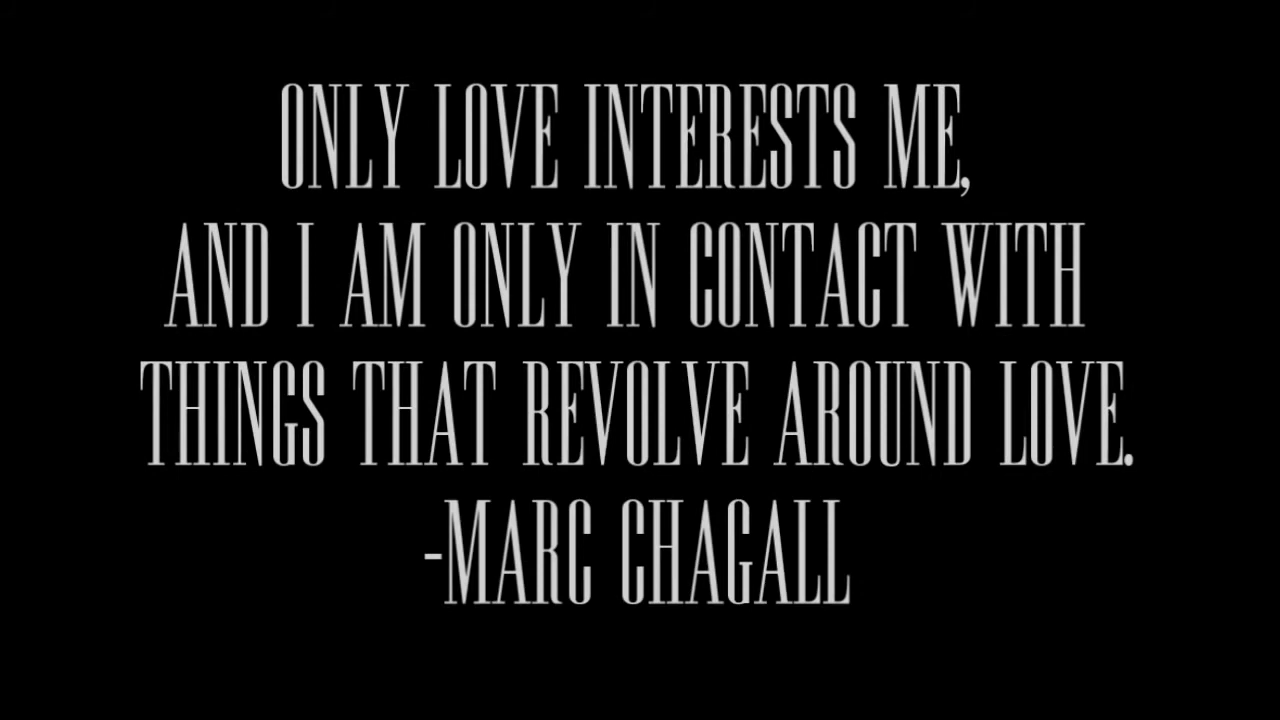 ONLY LOVE INTERESTS ME,
AND I AM ONLY IN CONTACT WITH
THINGS THAT REVOLVE AROUND LOVE.
-MARC CHAGALL